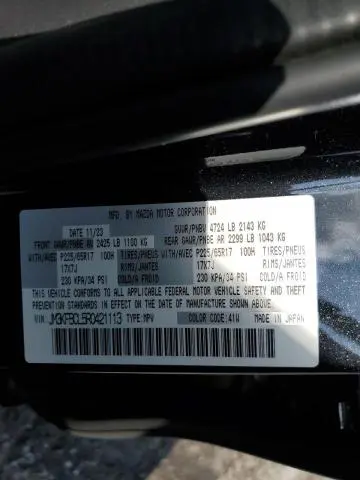 MFD. BY MAZDA MOTOR CORPORATION
DATE 11/23 GVWR/PNBV 4724 LB 2143 KG
FRONT GAWR/PNBE AV 2425 LB 1100 KG REAR GAWR/PNBE AR 2299 LB 1043 KG
WITH/AVEC P225/65R17 100H TIRES/PNEUS WITH/AVEC P225/65R17 100H TIRES/PNEUS
17X7J RIMS/JANTES 17X7J RIMS/JANTES
230 KPA/34 PSI COLD/A FROID 230 KPA/34 PSI COLD/A FROID
THIS VEHICLE CONFORMS TO ALL APPLICABLE FEDERAL MOTOR VEHICLE SAFETY, BUMPER, AND THEFT PREVENTION STANDARDS IN EFFECT ON THE
DATE OF MANUFACTURE SHOWN ABOVE.
VIN: JM3KFBCL5R0421113 TYPE:MPV COLOR CODE:41W MADE IN JAPAN